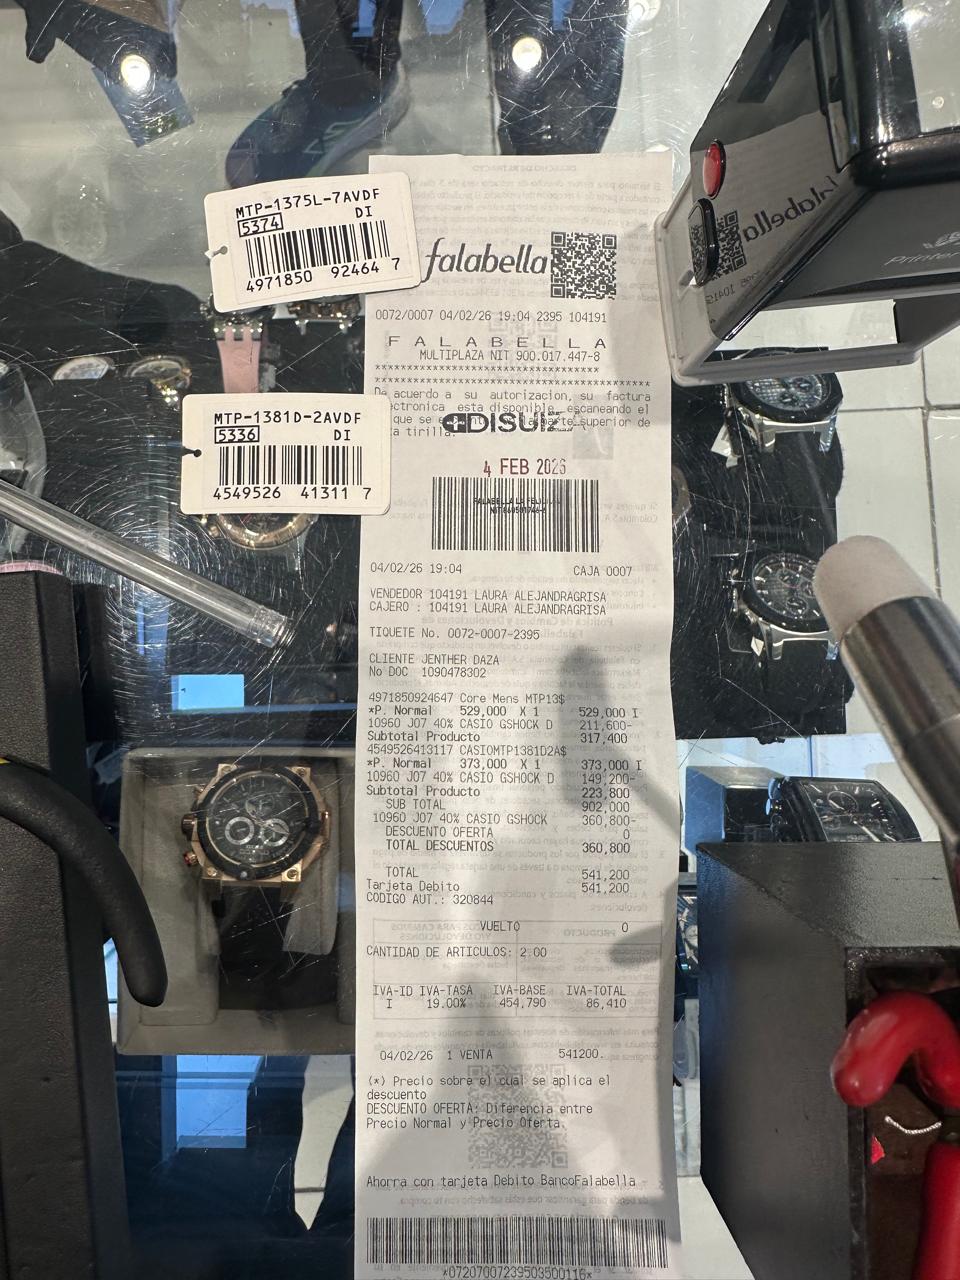 MTP-1375L-7AVDF
5374 DI
4971850 92464 7
MTP-1381D-2AVDF
5336 DI
4549526 41311 7
falabella
0072/0007 04/02/26 19:04 2395 104191
FALABELLA
MULTIPLAZA NIT 900.017.447-8
****************************************
*************************************************
De acuerdo a su autorizacion, su factura
esta disponible escaneando el
que se superior de
tirilla.
DISUIZA
4 FEB 2026
04/02/26 19:04 CAJA 0007
VENDEDOR 104191 LAURA ALEJANDRAGRISA
CAJERO : 104191 LAURA ALEJANDRAGRISA
TIQUETE No. 0072-0007-2395
CLIENTE JENTHER DAZA
No DOC 1090478302
4971850924647 Core Mens MTP13$
*P. Normal 529,000 X 1 529,000 I
10960 J07 40% CASIO GSHOCK D 211,600-
Subtotal Producto 317,400
4549526413117 CASIOMTP1381D2A$
*P. Normal 373,000 X 1 373,000 I
10960 J07 40% CASIO GSHOCK D 149,200-
Subtotal Producto 223,800
SUB TOTAL 902,000
10960 J07 40% CASIO GSHOCK 360,800-
DESCUENTO OFERTA 0
TOTAL DESCUENTOS 360,800
TOTAL 541,200
Tarjeta Debito 541,200
CODIGO AUT.: 320844
VUELTO 0
CANTIDAD DE ARTICULOS: 2.00
IVA-ID IVA-TASA IVA-BASE IVA-TOTAL
I 19.00% 454,790 86,410
04/02/26 1 VENTA 541200.
(*) Precio sobre el cual se aplica el
descuento
DESCUENTO OFERTA: Diferencia entre
Precio Normal y Precio Oferta.
Ahorra con tarjeta Debito BancoFalabella
*07207007239503500116*
falabella
Printer